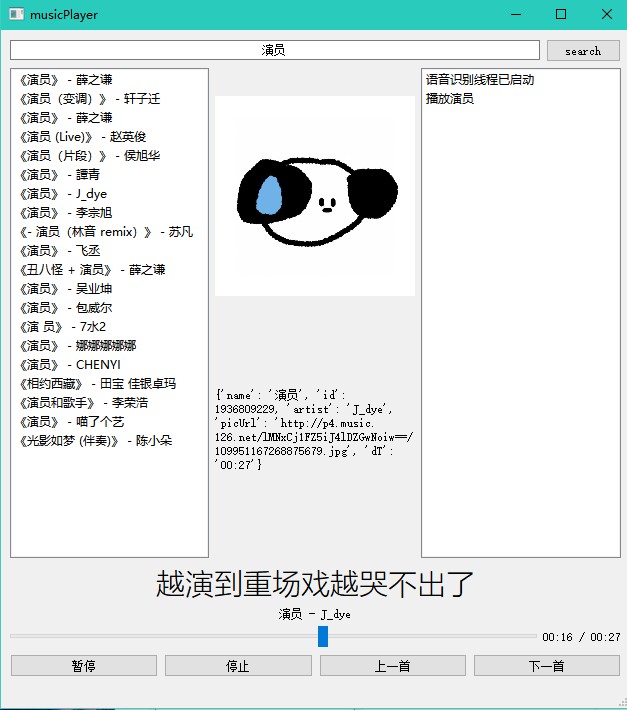 musicPlayer
演员
search
《演员》 - 薛之谦
《演员（变调）》 - 轩子迁
《演员》 - 薛之谦
《演员 (Live)》 - 赵英俊
《演员（片段）》 - 侯旭华
《演员》 - 譚青
《演员》 - J_dye
《演员》 - 李宗旭
《- 演员（林音 remix）》 - 苏凡
《演员》 - 飞丞
《丑八怪 + 演员》 - 薛之谦
《演员》 - 吴业坤
《演员》 - 包威尔
《演 员》 - 7水2
《演员》 - 娜娜娜娜娜
《演员》 - CHENYI
《相约西藏》 - 田宝 佳银卓玛
《演员和歌手》 - 李荣浩
《演员》 - 喵了个艺
《光影如梦 (伴奏)》 - 陈小朵
{'name': '演员', 'id':
1936809229, 'artist': 'J_dye',
'picUrl': 'http://p4.music.
126.net/lMNxCj1FZ5iJ4lDZGwNoiw==/
109951167268875679.jpg', 'dT':
'00:27'}
语音识别线程已启动
播放演员
越演到重场戏越哭不出了
演员 - J_dye
00:16 / 00:27
暂停
停止
上一首
下一首